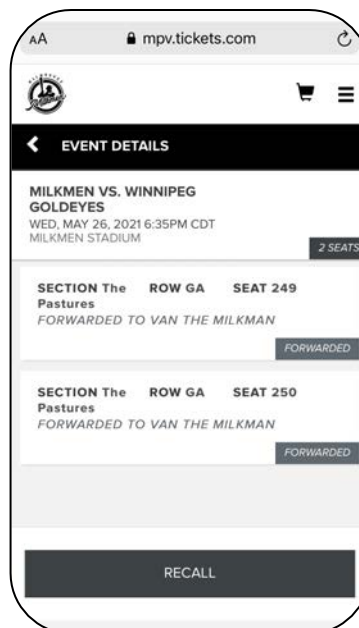 AA mpv.tickets.com
MILWAUKEE
Milkmen
EVENT DETAILS
MILKMEN VS. WINNIPEG
GOLDEYES
WED, MAY 26, 2021 6:35PM CDT
MILKMEN STADIUM
2 SEATS
SECTION The ROW GA SEAT 249
Pastures
FORWARDED TO VAN THE MILKMAN
FORWARDED
SECTION The ROW GA SEAT 250
Pastures
FORWARDED TO VAN THE MILKMAN
FORWARDED
RECALL